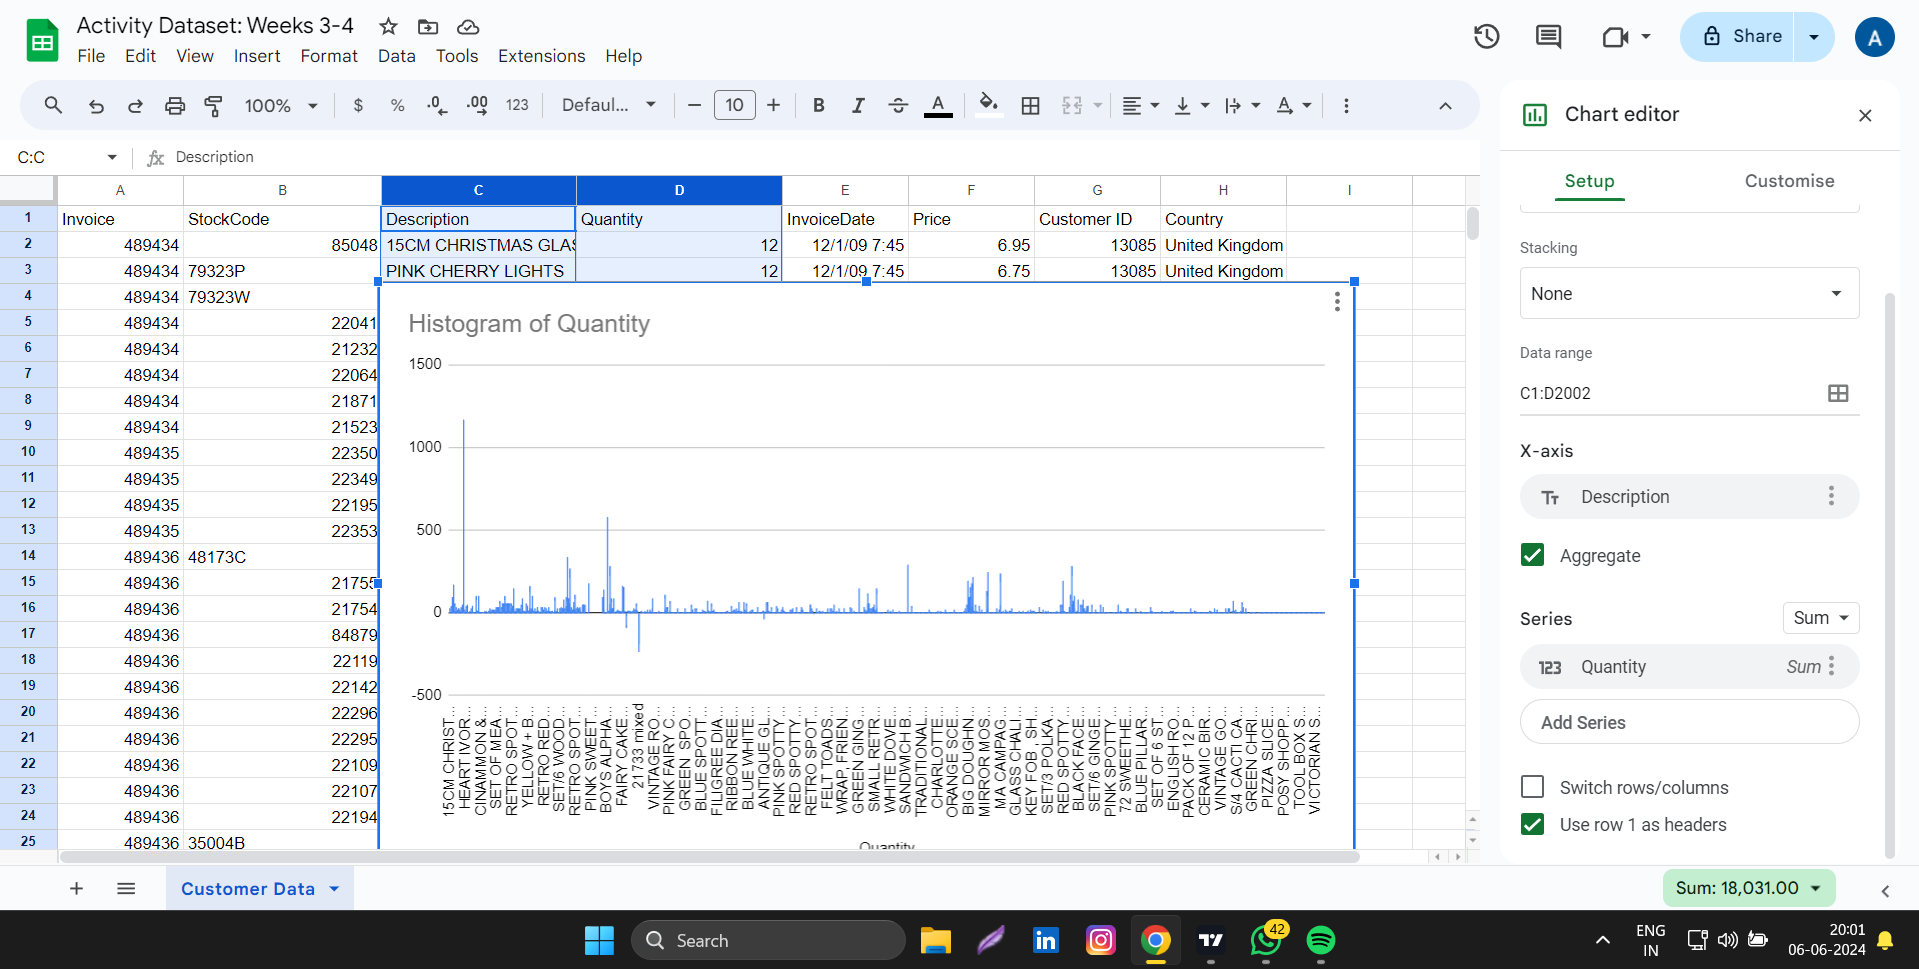 Activity Dataset: Weeks 3-4
File Edit View Insert Format Data Tools Extensions Help
Share
A
100% $ % .0 .00 123 Defaul... 10 B I S A
C:C fx Description
A B C D E F G H I
1 Invoice StockCode Description Quantity InvoiceDate Price Customer ID Country
2 489434 85048 15CM CHRISTMAS GLAS 12 12/1/09 7:45 6.95 13085 United Kingdom
3 489434 79323P PINK CHERRY LIGHTS 12 12/1/09 7:45 6.75 13085 United Kingdom
4 489434 79323W
5 489434 22041
6 489434 21232
7 489434 22064
8 489434 21871
9 489434 21523
10 489435 22350
11 489435 22349
12 489435 22195
13 489435 22353
14 489436 48173C
15 489436 21755
16 489436 21754
17 489436 84879
18 489436 22119
19 489436 22142
20 489436 22296
21 489436 22295
22 489436 22109
23 489436 22107
24 489436 22194
25 489436 35004B
Histogram of Quantity
1500
1000
500
0
-500
15CM CHRIST...
HEART IVOR...
CINAMMON &...
SET OF MEA...
RETRO SPOT...
YELLOW + B...
RETRO RED...
SET/6 WOOD...
RETRO SPOT...
PINK SWEET...
BOYS ALPHA...
FAIRY CAKE...
21733 mixed
VINTAGE RO...
PINK FAIRY C...
GREEN SPO...
BLUE SPOTT...
FILIGREE DIA...
RIBBON REE...
BLUE WHITE...
ANTIQUE GL...
PINK SPOTTY...
RED SPOTTY...
RETRO SPOT...
FELT TOADS...
WRAP, FRIEN...
GREEN GING...
SMALL RETR...
WHITE DOVE...
SANDWICH B...
TRADITIONAL...
CHARLOTTE...
ORANGE SCE...
BIG DOUGHN...
MIRROR MOS...
MA CAMPAG...
GLASS CHALI...
KEY FOB , SH...
SET/3 POLKA...
RED SPOTTY...
BLACK FACE...
SET/6 GINGE...
PINK SPOTTY...
72 SWEETHE...
BLUE PILLAR...
SET OF 6 ST...
ENGLISH RO...
PACK OF 12 P...
CERAMIC BIR...
VINTAGE GO...
S/4 CACTI CA...
GREEN CHRI...
PIZZA SLICE...
POSY SHOPP...
TOOL BOX S...
VICTORIAN S...
Quantity
Chart editor
Setup Customise
Stacking
None
Data range
C1:D2002
X-axis
Tт Description
Aggregate
Series Sum
123 Quantity Sum
Add Series
Switch rows/columns
Use row 1 as headers
Customer Data
Sum: 18,031.00
Search
42
ENG
IN
20:01
06-06-2024